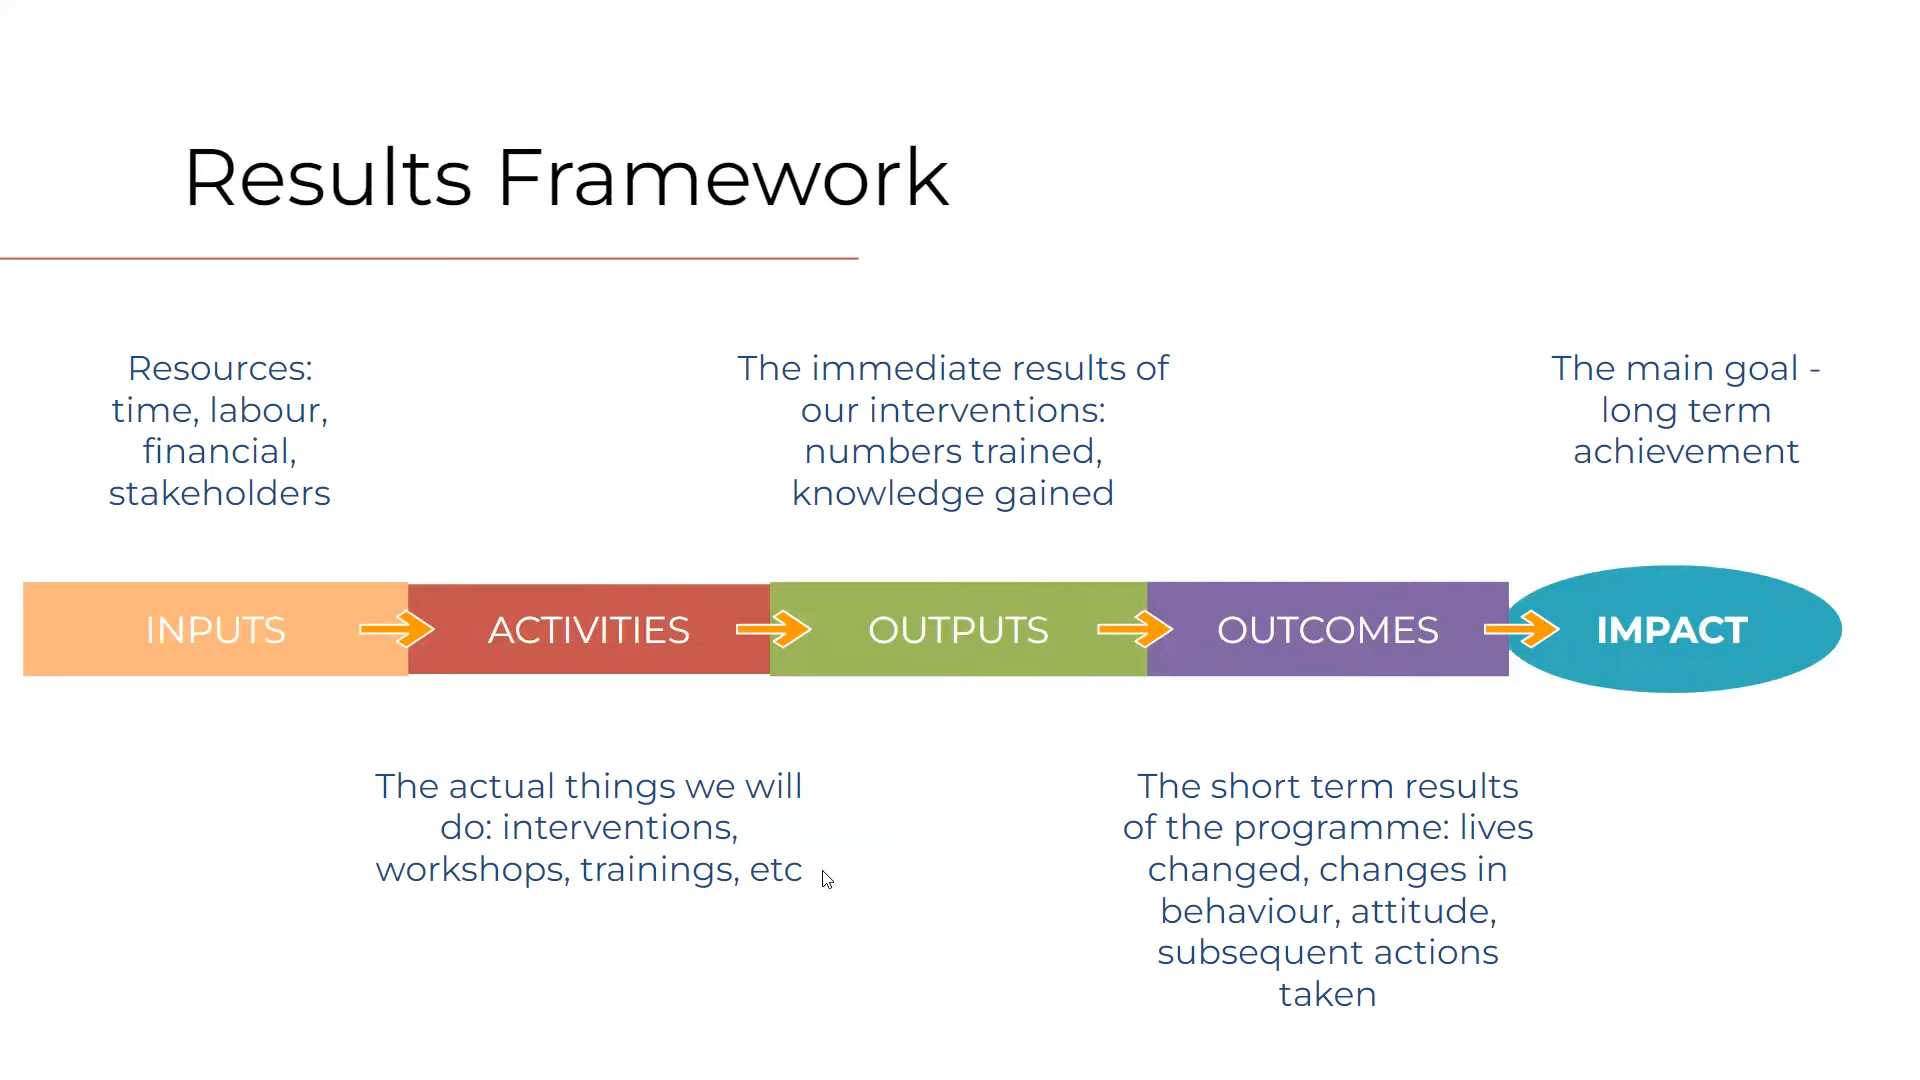 Results Framework
Resources:
time, labour,
financial,
stakeholders
The immediate results of
our interventions:
numbers trained,
knowledge gained
The main goal -
long term
achievement
INPUTS
ACTIVITIES
OUTPUTS
OUTCOMES
IMPACT
The actual things we will
do: interventions,
workshops, trainings, etc
The short term results
of the programme: lives
changed, changes in
behaviour, attitude,
subsequent actions
taken